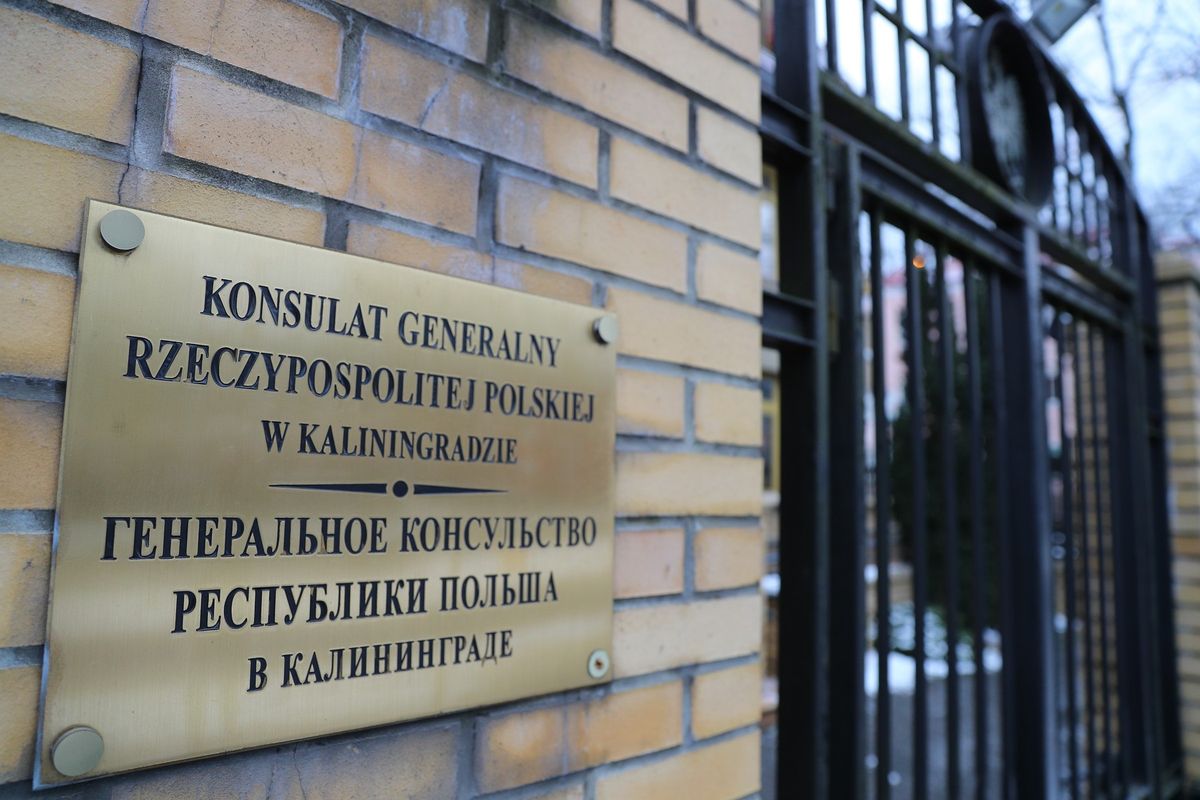 KONSULAT GENERALNY
RZECZYPOSPOLITEJ POLSKIEJ
W KALININGRADZIE
ГЕНЕРАЛЬНОЕ КОНСУЛЬСТВО
РЕСПУБЛИКИ ПОЛЬША
В КАЛИНИНГРАДЕ